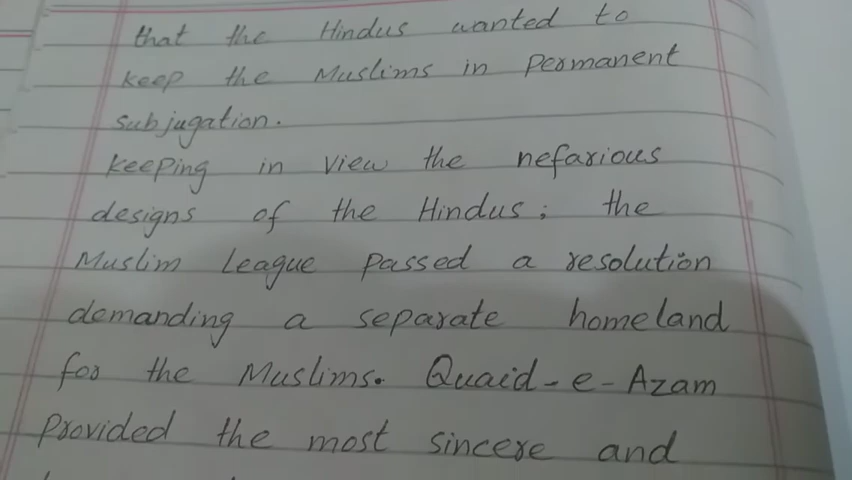 that the Hindus wanted to
keep the Muslims in Permanent
subjugation.
keeping in view the nefarious
designs of the Hindus; the
Muslim League passed a resolution
demanding a separate homeland
for the Muslims. Quaid-e-Azam
Provided the most sincere and